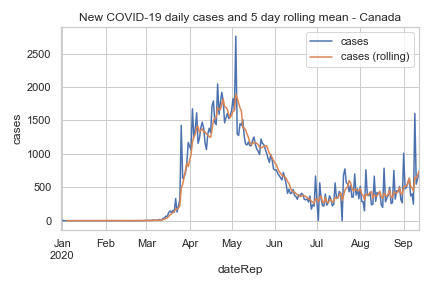 New COVID-19 daily cases and 5 day rolling mean - Canada
cases
cases (rolling)
cases
2500
2000
1500
1000
500
0
Jan Feb Mar Apr May Jun Jul Aug Sep
2020
dateRep